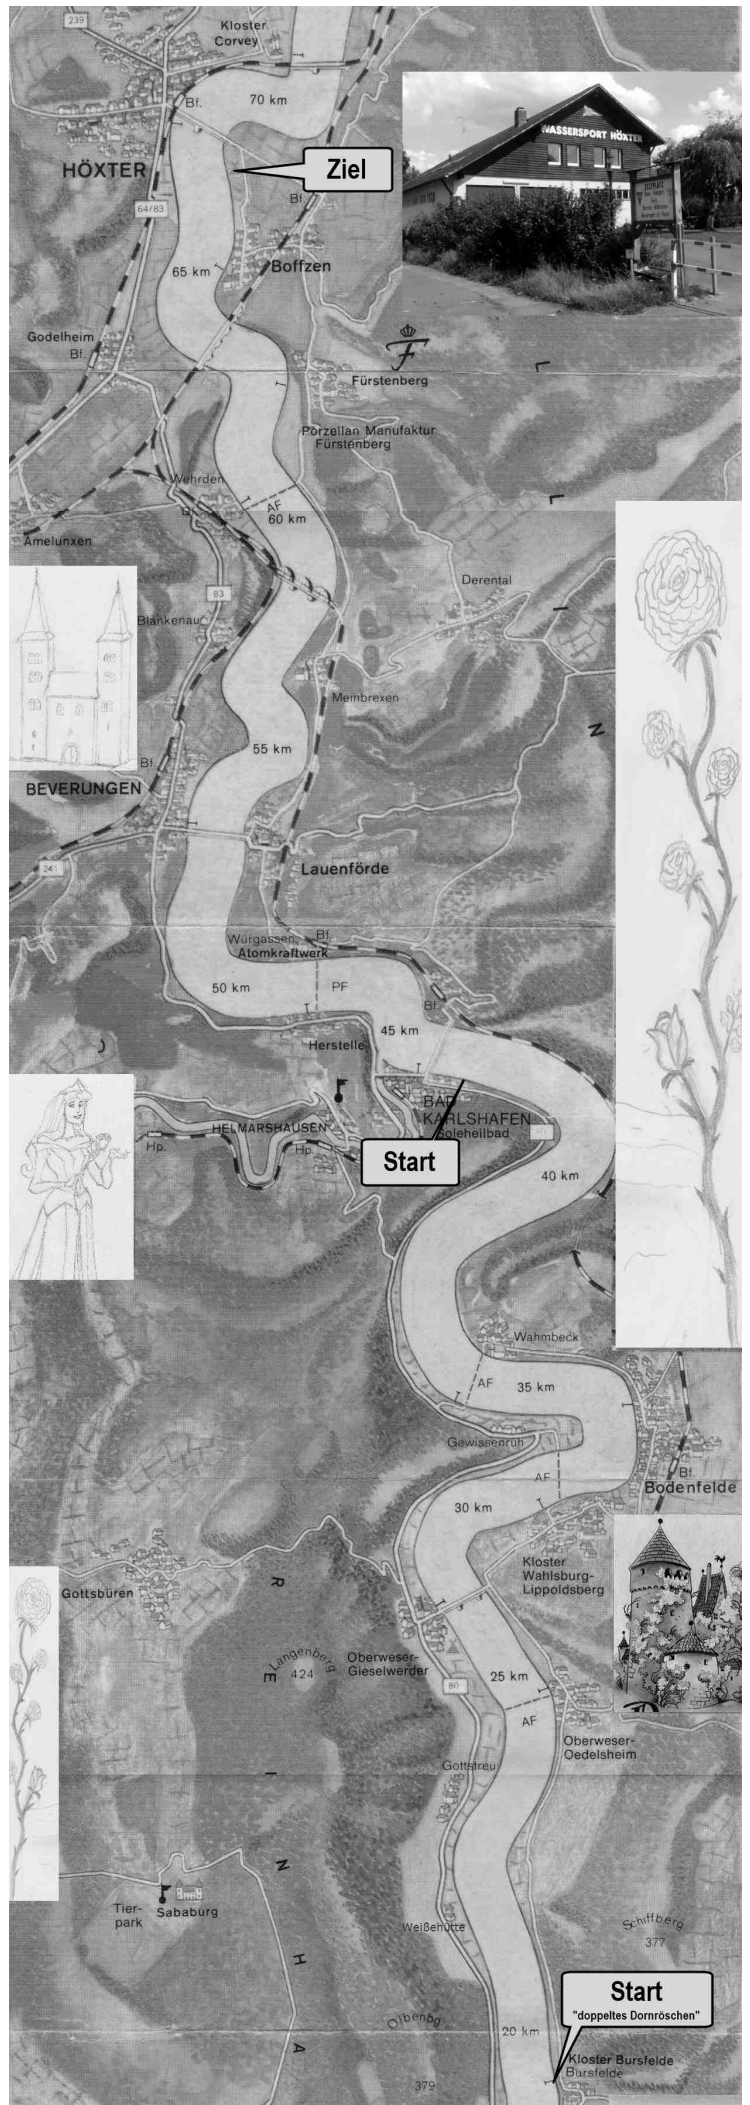 239
Kloster
Corvey
70 km
Bf.
WASSERSPORT HÖXTER
HÖXTER
Ziel
ZELTPLATZ
Bf.
64/83
65 km
Boffzen
Godelheim
Bf.
F
Fürstenberg
L
Porzellan Manufaktur
Fürstenberg
Wehrden
L
AF
60 km
Amelunxen
Derental
83
I
Blankenau
Meinbrexen
N
55 km
Bf.
BEVERUNGEN
241
Lauenförde
Würgassen
Bf.
Atomkraftwerk
50 km
PF
Bf.
45 km
Herstelle
BAD
KARLSHAFEN
Soleheilbad
HELMARSHAUSEN
Hp.
Hp.
Start
80
40 km
Wahmbeck
AF
35 km
Gewissenruh
AF
Bf.
Bodenfelde
30 km
Kloster
Wahlsburg-
Lippoldsberg
Gottsbüren
R
Oberweser-
Gieselwerder
Langenberg
424
E
80
25 km
AF
Oberweser-
Oedelsheim
Gottstreu
I
N
Tier-
park
Sababurg
Weißehütte
Schiffberg
377
H
Start
"doppeltes Dornröschen"
Olbenbg
20 km
A
Kloster Bursfelde
Bursfelde
379